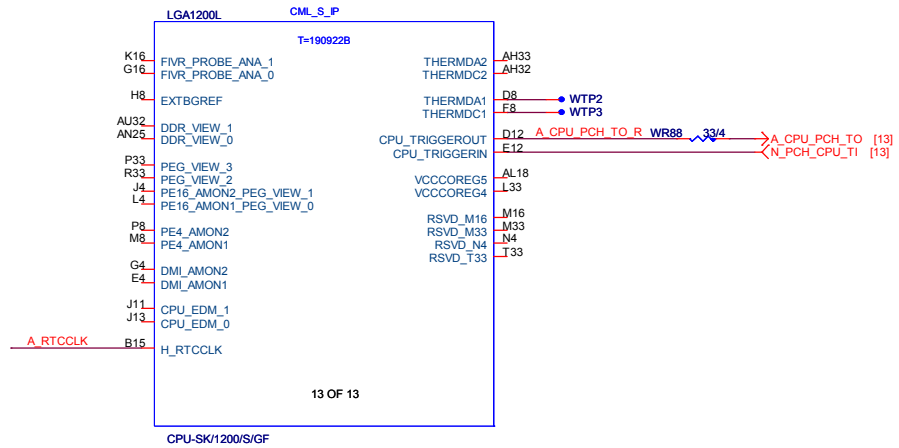 LGA1200L
CML_S_IP
T=190922B
K16 FIVR_PROBE_ANA_1
G16 FIVR_PROBE_ANA_0
H8 EXTBGREF
AU32 DDR_VIEW_1
AN25 DDR_VIEW_0
P33 PEG_VIEW_3
R33 PEG_VIEW_2
J4 PE16_AMON2_PEG_VIEW_1
L4 PE16_AMON1_PEG_VIEW_0
P8 PE4_AMON2
M8 PE4_AMON1
G4 DMI_AMON2
E4 DMI_AMON1
J11 CPU_EDM_1
J13 CPU_EDM_0
A_RTCCLK B15 H_RTCCLK
THERMDA2 AH33
THERMDC2 AH32
THERMDA1 D8 WTP2
THERMDC1 F8 WTP3
CPU_TRIGGEROUT D12 A_CPU_PCH_TO_R WR88 33/4 A_CPU_PCH_TO [13]
CPU_TRIGGERIN E12 N_PCH_CPU_TI [13]
VCCCOREG5 AL18
VCCCOREG4 L33
RSVD_M16 M16
RSVD_M33 M33
RSVD_N4 N4
RSVD_T33 T33
13 OF 13
CPU-SK/1200/S/GF